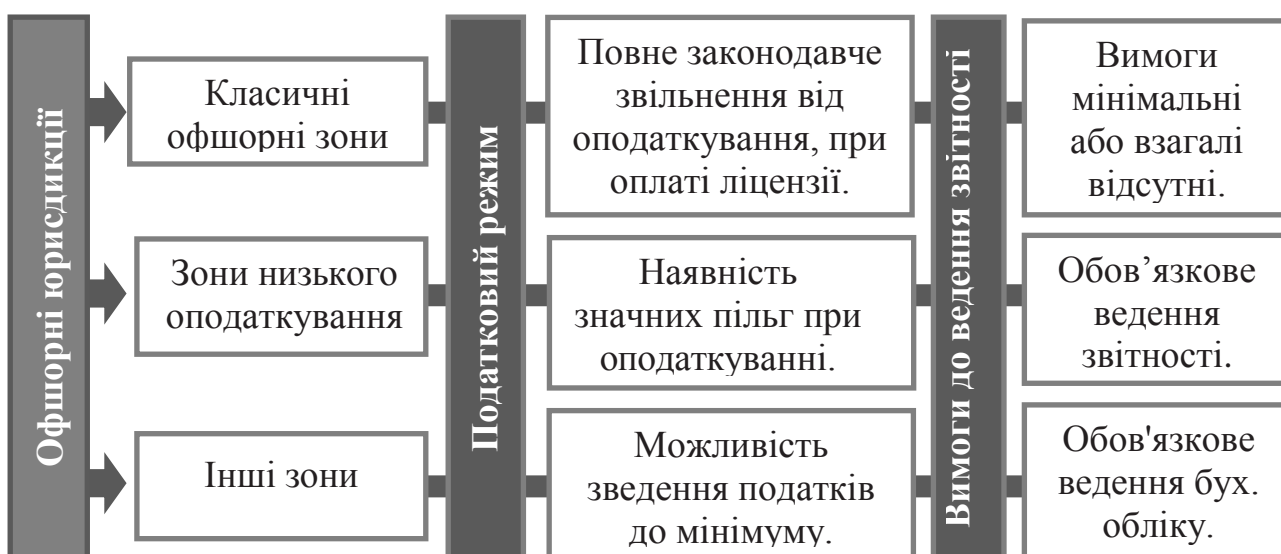 Офшорні юрисдикції
Класичні
офшорні зони
Зони низького
оподаткування
Інші зони
Податковий режим
Повне законодавче
звільнення від
оподаткування, при
оплаті ліцензії.
Наявність
значних пільг при
оподаткуванні.
Можливість
зведення податків
до мінімуму.
Вимоги до ведення звітності
Вимоги
мінімальні
або взагалі
відсутні.
Обов’язкове
ведення
звітності.
Обов'язкове
ведення бух.
обліку.